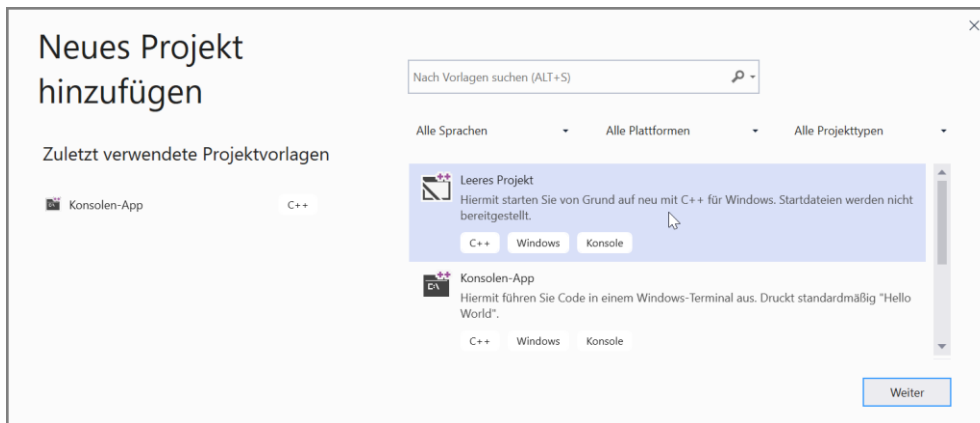 Neues Projekt
hinzufügen
Zuletzt verwendete Projektvorlagen
Konsolen-App C++
Nach Vorlagen suchen (ALT+S)
Alle Sprachen Alle Plattformen Alle Projekttypen
Leeres Projekt
Hiermit starten Sie von Grund auf neu mit C++ für Windows. Startdateien werden nicht
bereitgestellt.
C++ Windows Konsole
Konsolen-App
Hiermit führen Sie Code in einem Windows-Terminal aus. Druckt standardmäßig "Hello
World".
C++ Windows Konsole
Weiter